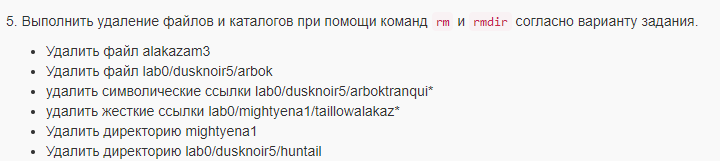 5. Выполнить удаление файлов и каталогов при помощи команд rm и rmdir согласно варианту задания.
• Удалить файл alakazam3
• Удалить файл lab0/dusknoir5/arbok
• удалить символические ссылки lab0/dusknoir5/arboktranqui*
• удалить жесткие ссылки lab0/mightyena1/taillowalakaz*
• Удалить директорию mightyena1
• Удалить директорию lab0/dusknoir5/huntail